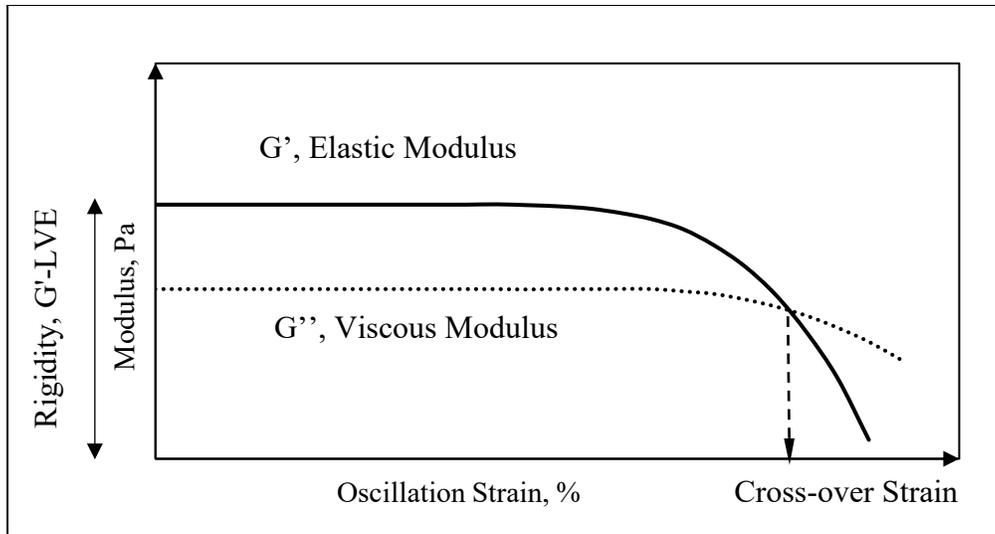 G’, Elastic Modulus
Rigidity, G'-LVE
Modulus, Pa
G’’, Viscous Modulus
Oscillation Strain, %
Cross-over Strain